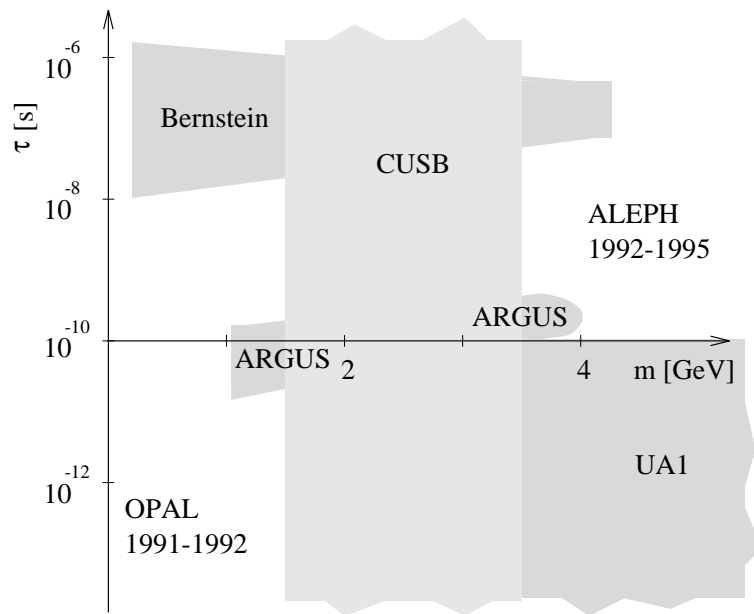 10⁻⁶
τ [s]
Bernstein
CUSB
10⁻⁸
ALEPH
1992-1995
ARGUS
10⁻¹⁰
ARGUS
2
4
m [GeV]
UA1
10⁻¹²
OPAL
1991-1992